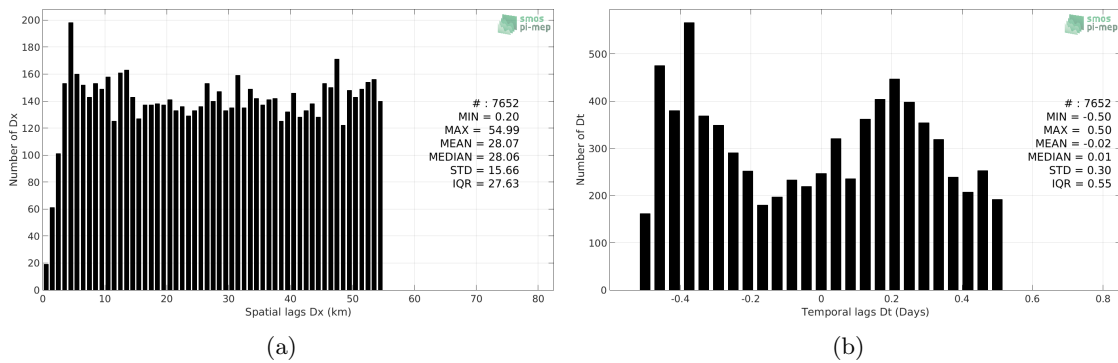 200
180
160
140
120
100
80
60
40
20
0
Number of Dx
0 10 20 30 40 50 60 70 80
Spatial lags Dx (km)
smos
pi-mep
# : 7652
MIN = 0.20
MAX = 54.99
MEAN = 28.07
MEDIAN = 28.06
STD = 15.66
IQR = 27.63
(a)
500
400
300
200
100
0
Number of Dt
-0.4 -0.2 0 0.2 0.4 0.6 0.8
Temporal lags Dt (Days)
smos
pi-mep
# : 7652
MIN = -0.50
MAX = 0.50
MEAN = -0.02
MEDIAN = 0.01
STD = 0.30
IQR = 0.55
(b)